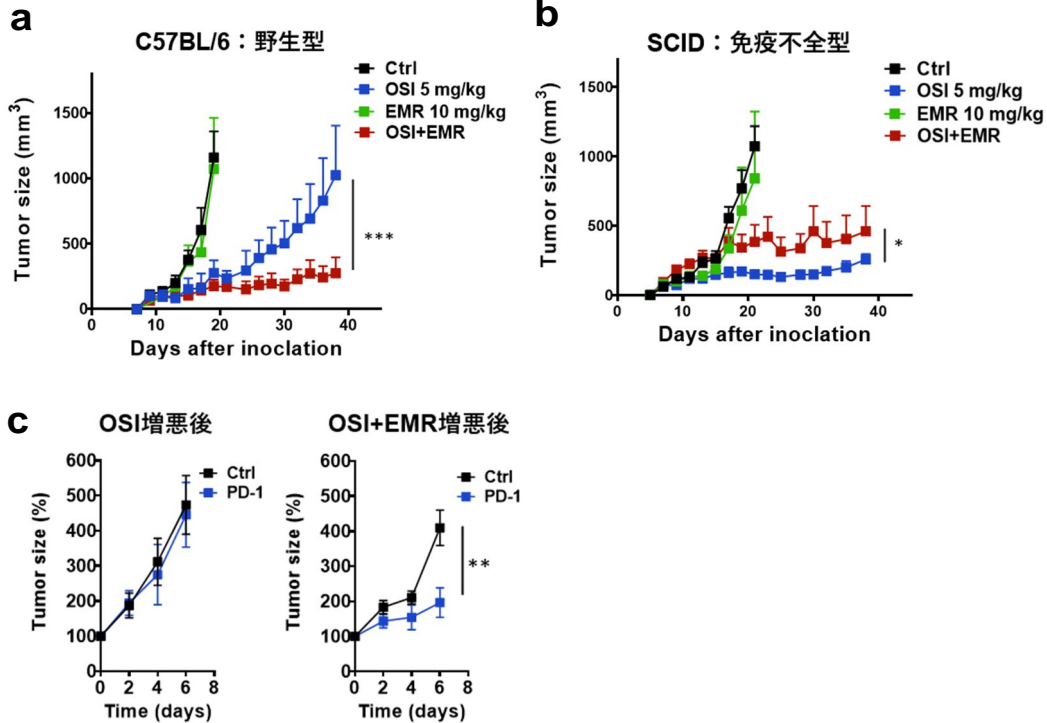 a
C57BL/6：野生型
Ctrl
OSI 5 mg/kg
EMR 10 mg/kg
OSI+EMR
Tumor size (mm³)
1500
1000
500
0
***
0 10 20 30 40
Days after inoclation
b
SCID：免疫不全型
Ctrl
OSI 5 mg/kg
EMR 10 mg/kg
OSI+EMR
Tumor size (mm³)
1500
1000
500
0
*
0 10 20 30 40
Days after inoclation
c
OSI増悪後
Ctrl
PD-1
Tumor size (%)
600
500
400
300
200
100
0
0 2 4 6 8
Time (days)
OSI+EMR増悪後
Ctrl
PD-1
Tumor size (%)
600
500
400
300
200
100
0
**
0 2 4 6 8
Time (days)